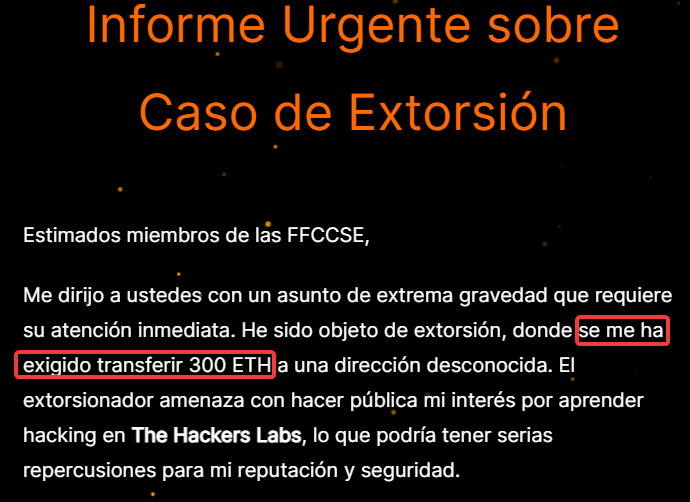 Informe Urgente sobre
Caso de Extorsión
Estimados miembros de las FFCCSE,
Me dirijo a ustedes con un asunto de extrema gravedad que requiere
su atención inmediata. He sido objeto de extorsión, donde se me ha
exigido transferir 300 ETH a una dirección desconocida. El
extorsionador amenaza con hacer pública mi interés por aprender
hacking en The Hackers Labs, lo que podría tener serias
repercusiones para mi reputación y seguridad.